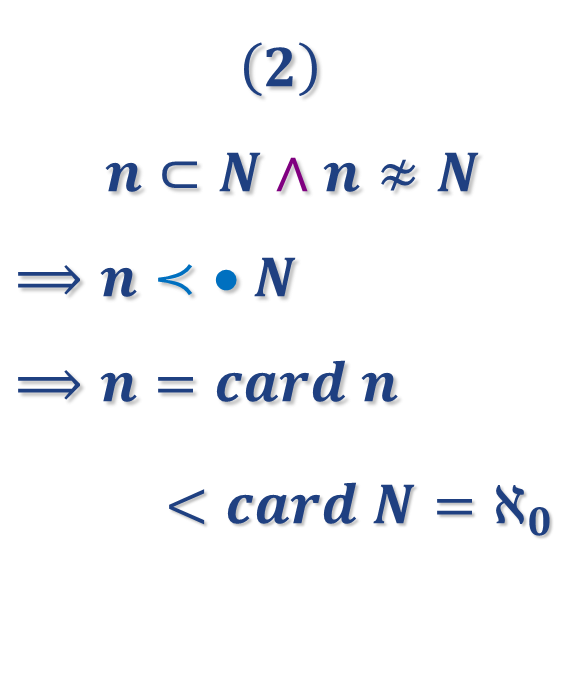 (2)
n ⊂ N ∧ n ≉ N
⟹ n ≺ • N
⟹ n = card n
< card N = ℵ₀